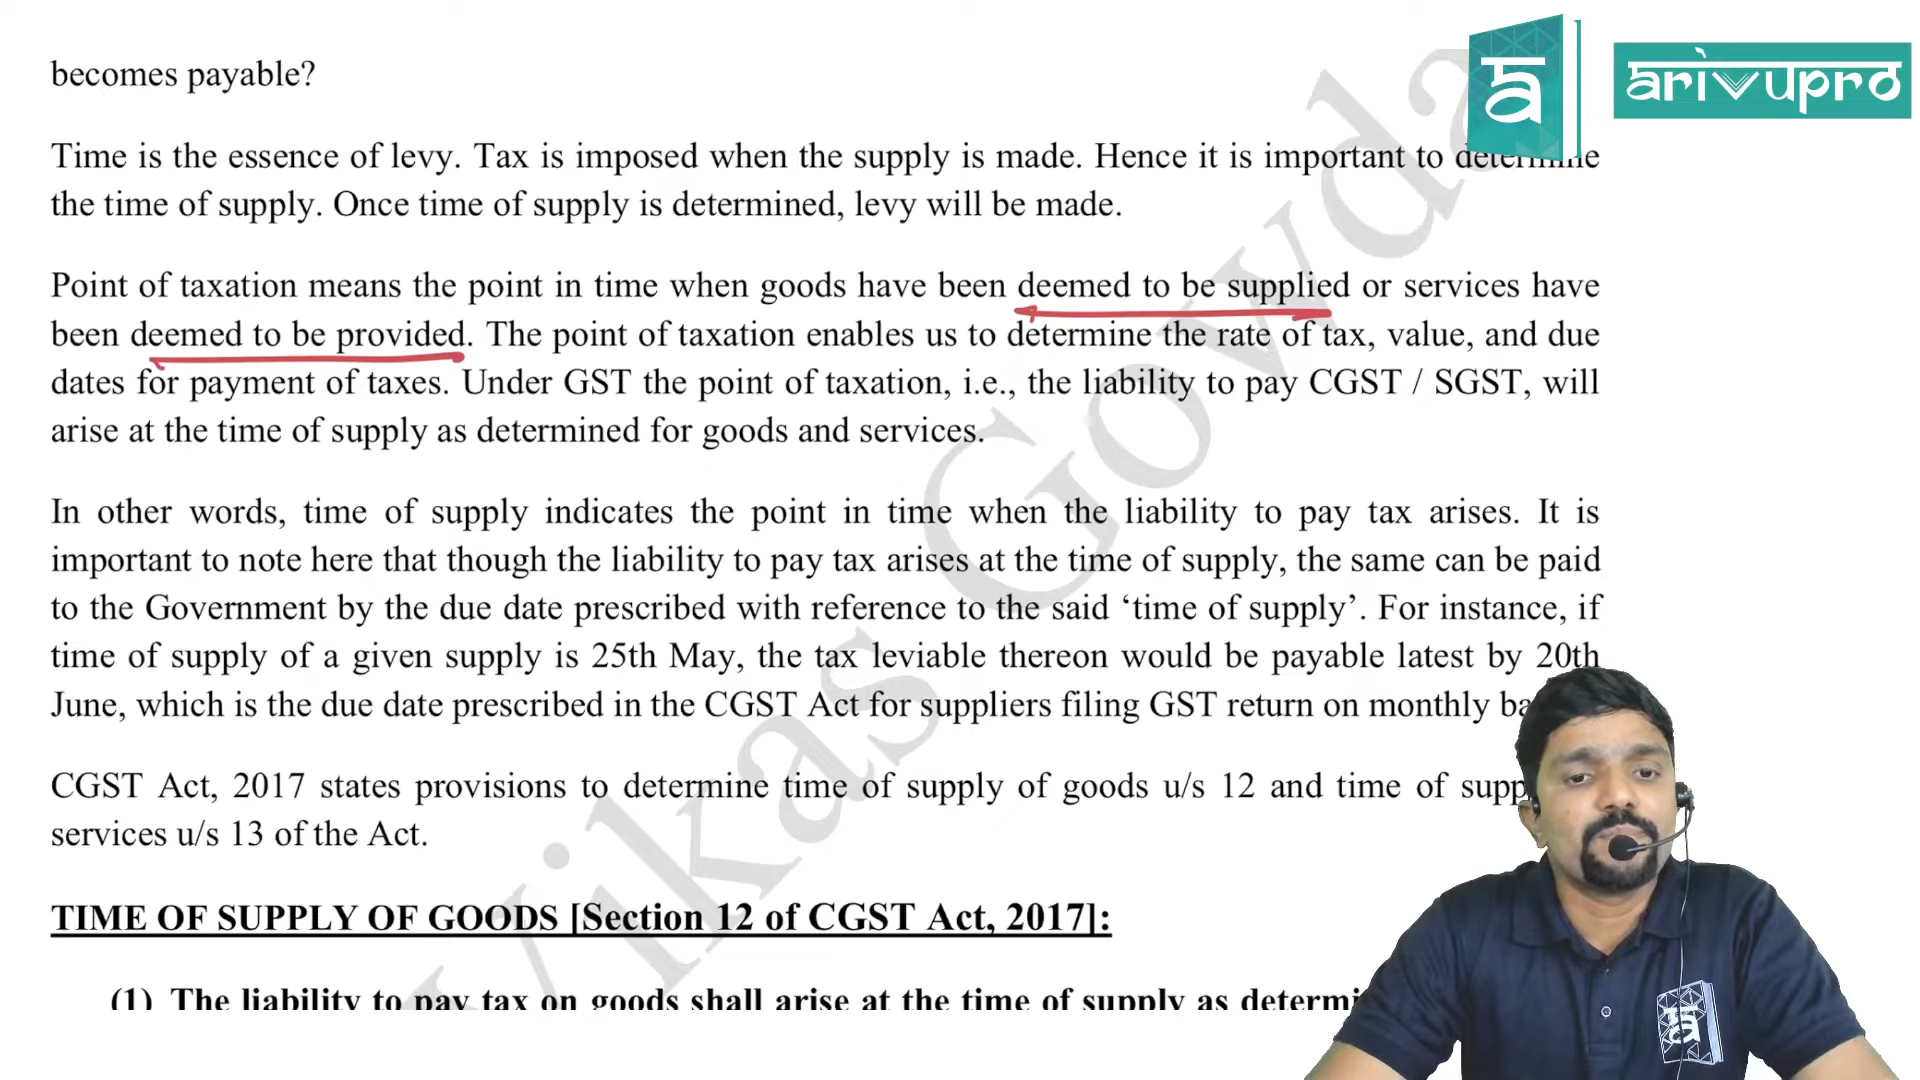 becomes payable?
Time is the essence of levy. Tax is imposed when the supply is made. Hence it is important to determine
the time of supply. Once time of supply is determined, levy will be made.
Point of taxation means the point in time when goods have been deemed to be supplied or services have
been deemed to be provided. The point of taxation enables us to determine the rate of tax, value, and due
dates for payment of taxes. Under GST the point of taxation, i.e., the liability to pay CGST / SGST, will
arise at the time of supply as determined for goods and services.
In other words, time of supply indicates the point in time when the liability to pay tax arises. It is
important to note here that though the liability to pay tax arises at the time of supply, the same can be paid
to the Government by the due date prescribed with reference to the said ‘time of supply’. For instance, if
time of supply of a given supply is 25th May, the tax leviable thereon would be payable latest by 20th
June, which is the due date prescribed in the CGST Act for suppliers filing GST return on monthly
CGST Act, 2017 states provisions to determine time of supply of goods u/s 12 and time of
services u/s 13 of the Act.
TIME OF SUPPLY OF GOODS [Section 12 of CGST Act, 2017]:
(1) The liability to pay tax on goods shall arise at the time of supply as
Vikas Gowda
arivupro